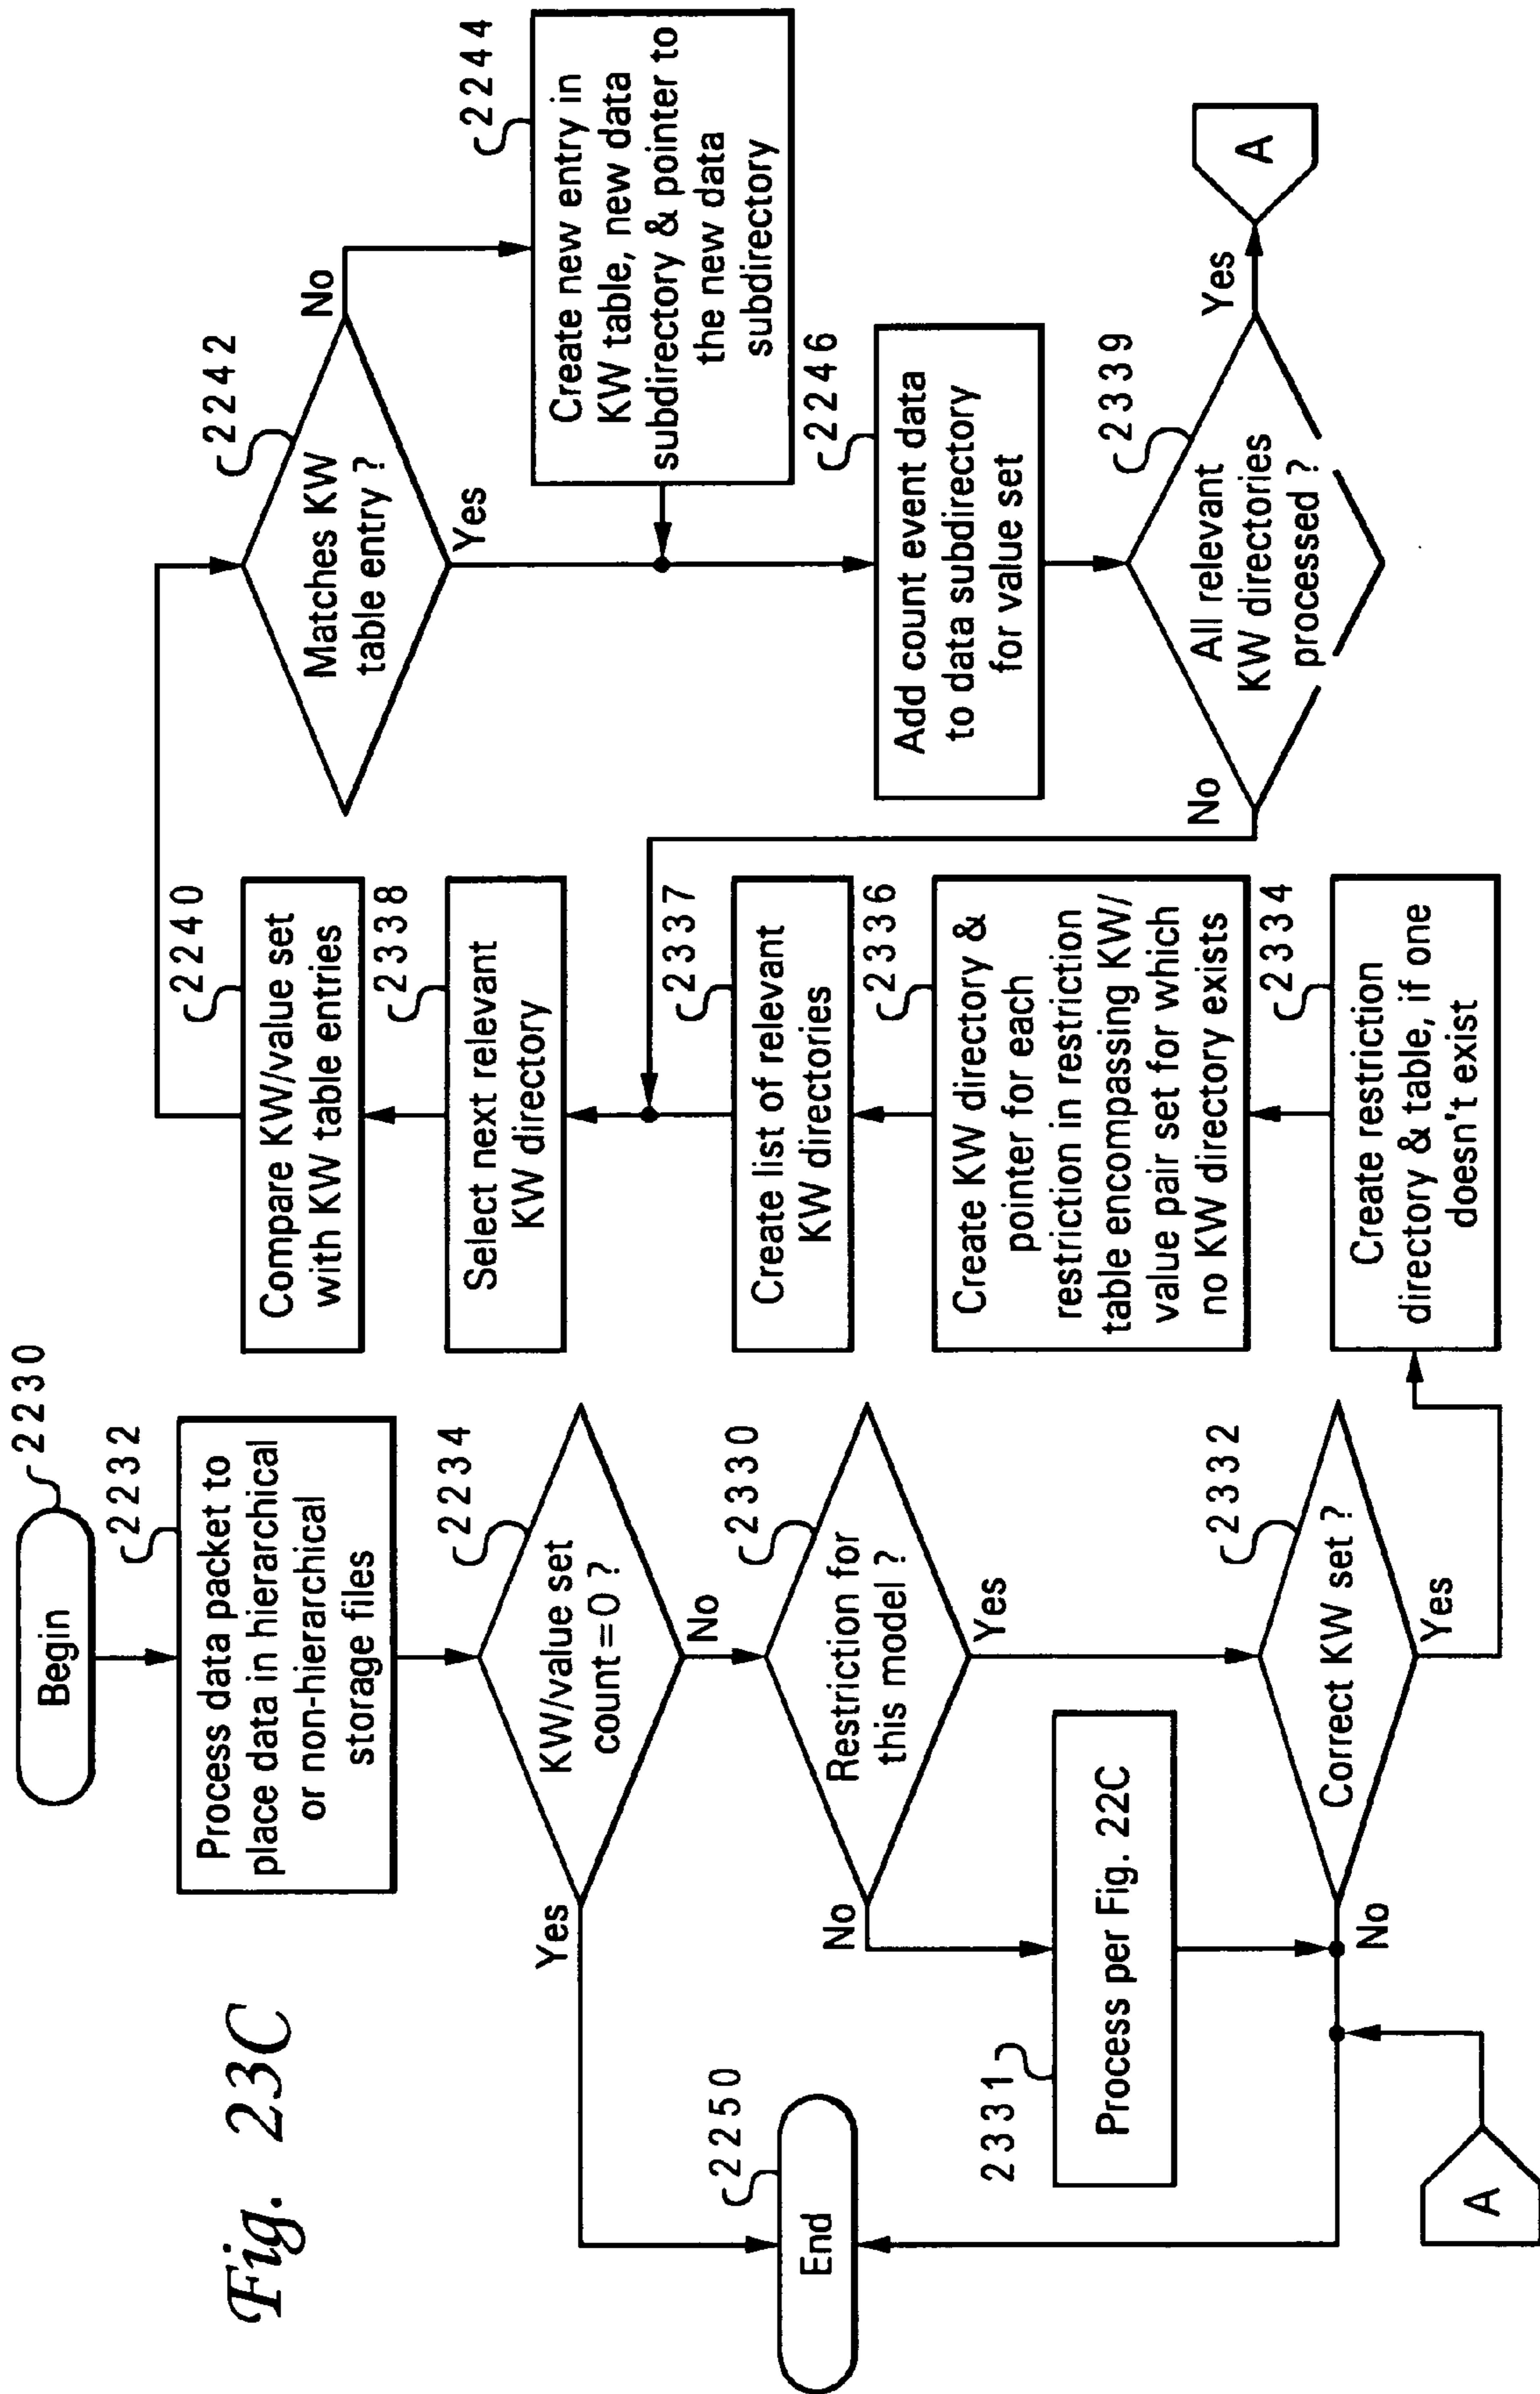 Fig. 23C
Begin
2230
Process data packet to
place data in hierarchical
or non-hierarchical
storage files
2232
KW/value set
count = 0 ?
2234
Yes
No
Restriction for
this model ?
2330
No
Yes
Process per Fig. 22C
2331
Correct KW set ?
2332
No
Yes
End
2250
A
Create restriction
directory & table, if one
doesn't exist
2334
Create KW directory &
pointer for each
restriction in restriction
table encompassing KW/
value pair set for which
no KW directory exists
2336
Create list of relevant
KW directories
2337
Select next relevant
KW directory
2338
Compare KW/value set
with KW table entries
2240
Matches KW
table entry ?
2242
No
Yes
Create new entry in
KW table, new data
subdirectory & pointer to
the new data
subdirectory
2244
Add count event data
to data subdirectory
for value set
2246
All relevant
KW directories
processed ?
2339
No
Yes
A